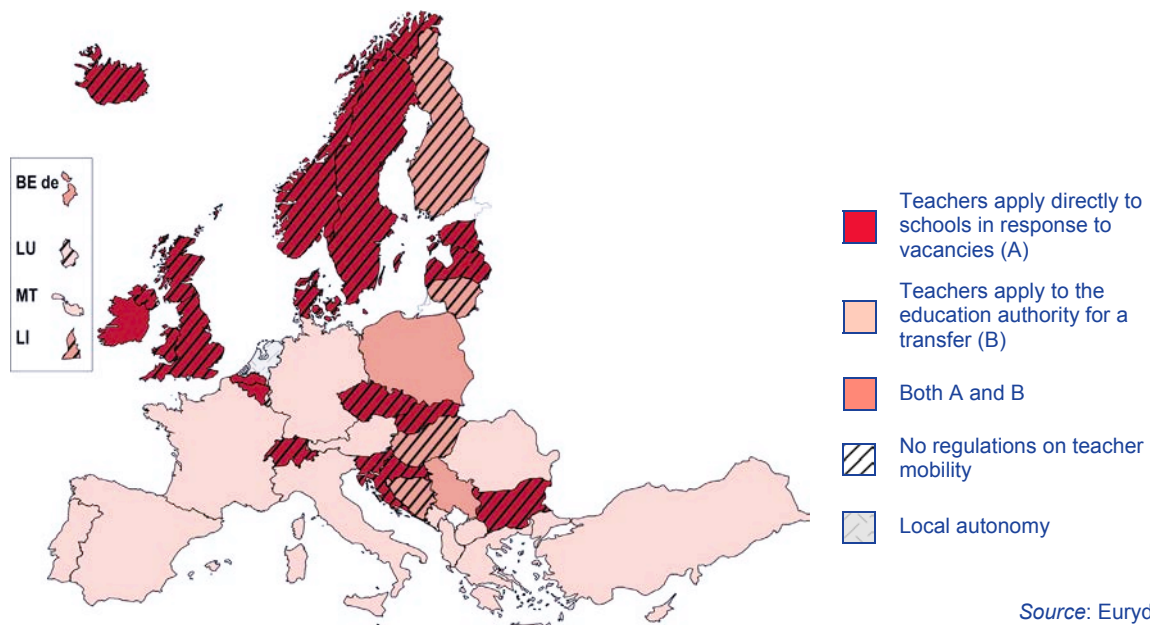 BE de
LU
MT
LI
Teachers apply directly to
schools in response to
vacancies (A)
Teachers apply to the
education authority for a
transfer (B)
Both A and B
No regulations on teacher
mobility
Local autonomy
Source: Euryd